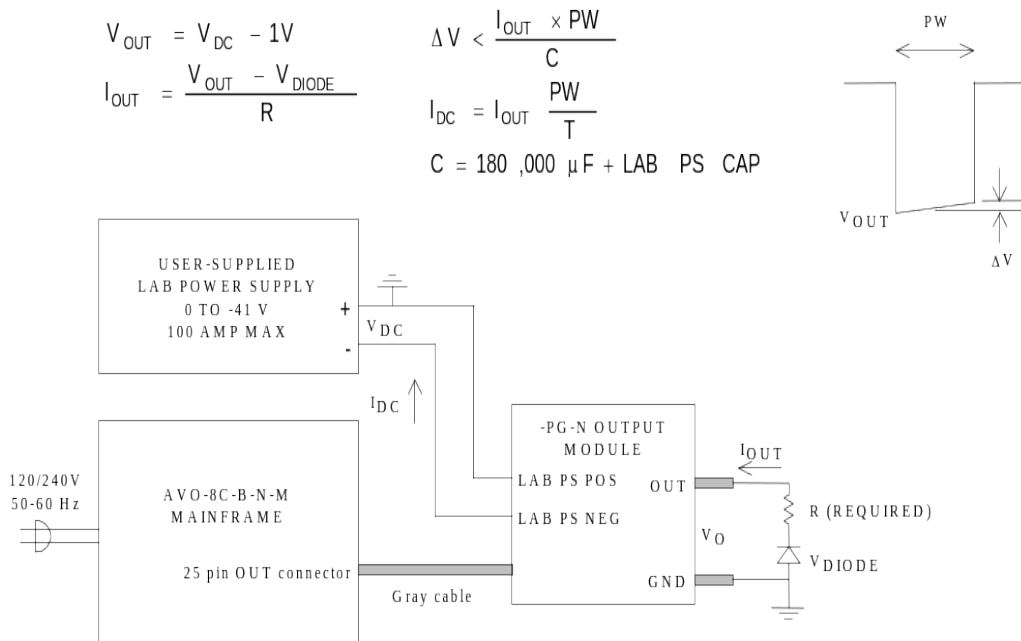 V OUT = V DC − 1V
I OUT = V OUT − V DIODE
R
ΔV < I OUT × PW
C
I DC = I OUT PW
T
C = 180 ,000 μF + LAB PS CAP
PW
V OUT
ΔV
USER-SUPPLIED
LAB POWER SUPPLY
0 TO -41 V
100 AMP MAX
+
-
V DC
I DC
120/240V
50-60 Hz
AVO-8C-B-N-M
MAINFRAME
25 pin OUT connector
Gray cable
-PG-N OUTPUT
MODULE
LAB PS POS
LAB PS NEG
OUT
GND
I OUT
V O
R (REQUIRED)
V DIODE